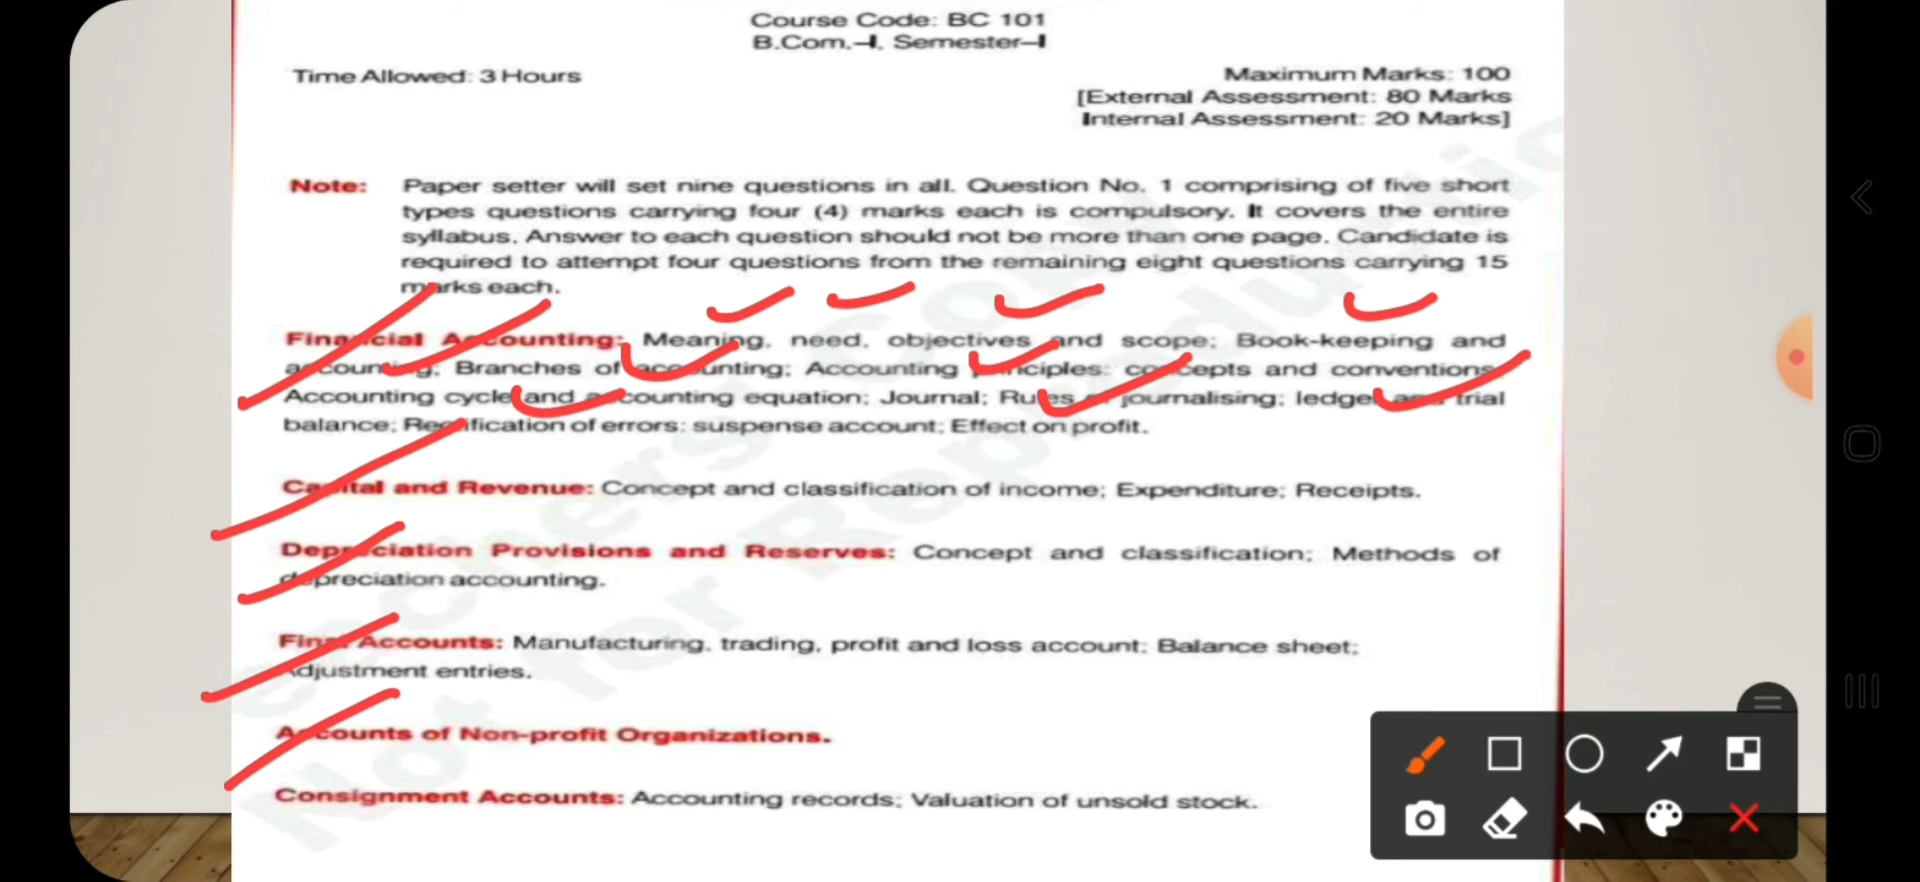 Course Code: BC 101
B.Com.–I, Semester–I
Time Allowed: 3 Hours
Maximum Marks: 100
[External Assessment: 80 Marks
Internal Assessment: 20 Marks]
Note: Paper setter will set nine questions in all. Question No. 1 comprising of five short
types questions carrying four (4) marks each is compulsory. It covers the entire
syllabus. Answer to each question should not be more than one page. Candidate is
required to attempt four questions from the remaining eight questions carrying 15
marks each.
Financial Accounting: Meaning, need, objectives and scope; Book-keeping and
accounting; Branches of accounting; Accounting principles: concepts and conventions;
Accounting cycle and accounting equation; Journal; Rules of journalising; ledger and trial
balance; Rectification of errors: suspense account; Effect on profit.
Capital and Revenue: Concept and classification of income; Expenditure; Receipts.
Depreciation Provisions and Reserves: Concept and classification; Methods of
depreciation accounting.
Final Accounts: Manufacturing, trading, profit and loss account; Balance sheet;
Adjustment entries.
Accounts of Non-profit Organizations.
Consignment Accounts: Accounting records; Valuation of unsold stock.